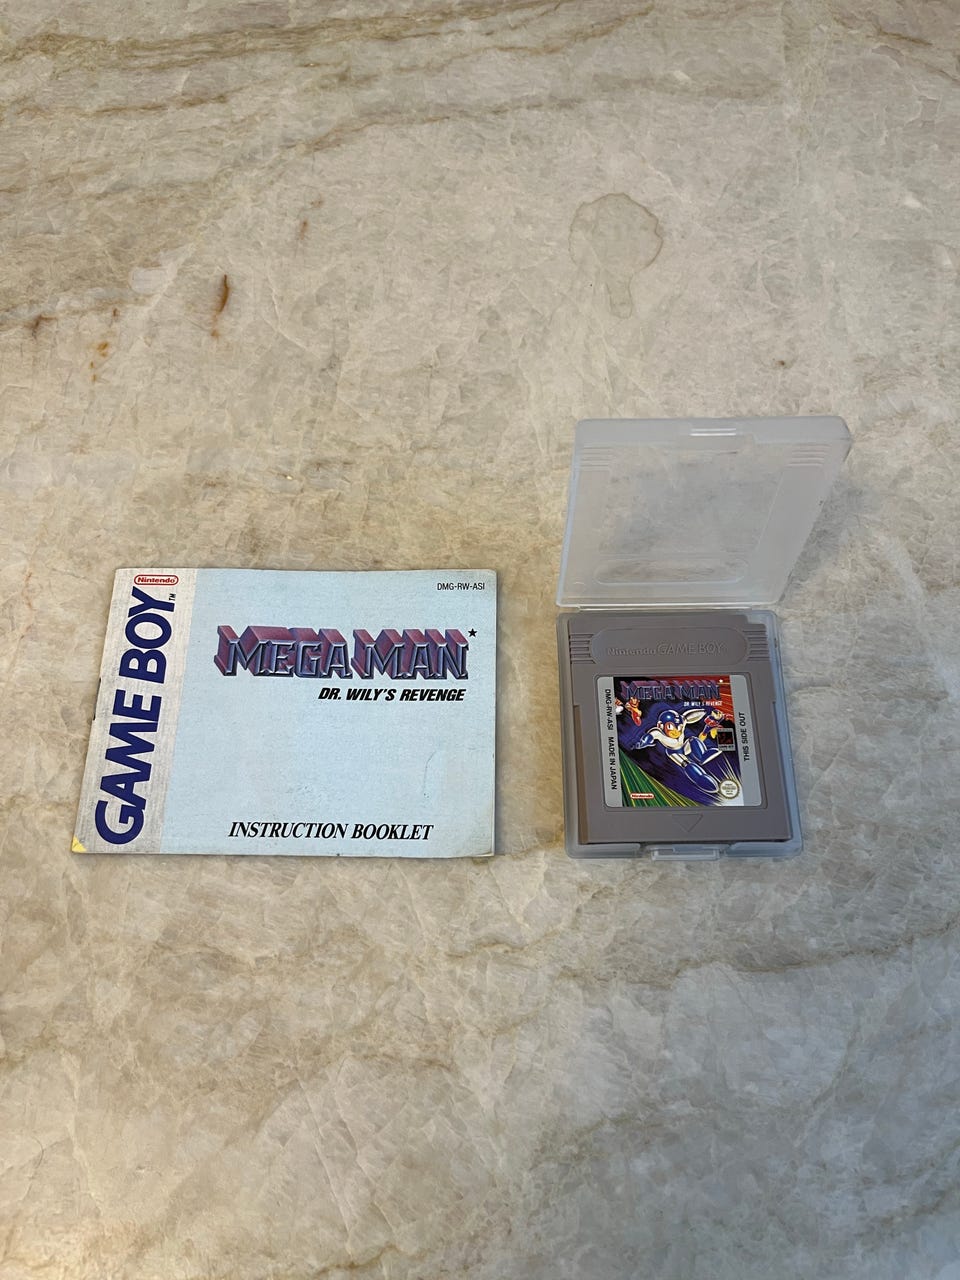 Nintendo
GAME BOY
TM
DMG-RW-ASI
MEGA MAN
DR. WILY'S REVENGE
INSTRUCTION BOOKLET
Nintendo GAME BOY
MEGA MAN
DR. WILY'S REVENGE
DMG-RW-ASI MADE IN JAPAN
THIS SIDE OUT
Nintendo